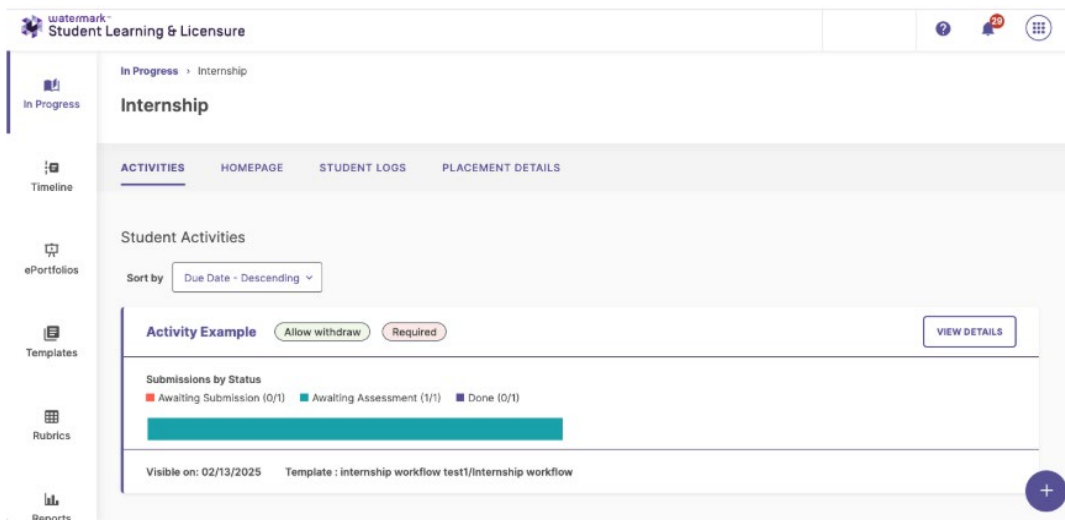 watermark™
Student Learning & Licensure
29
In Progress
Timeline
ePortfolios
Templates
Rubrics
Reports
In Progress > Internship
Internship
ACTIVITIES HOMEPAGE STUDENT LOGS PLACEMENT DETAILS
Student Activities
Sort by Due Date - Descending
Activity Example Allow withdraw Required VIEW DETAILS
Submissions by Status
Awaiting Submission (0/1) Awaiting Assessment (1/1) Done (0/1)
Visible on: 02/13/2025 Template : internship workflow test1/Internship workflow